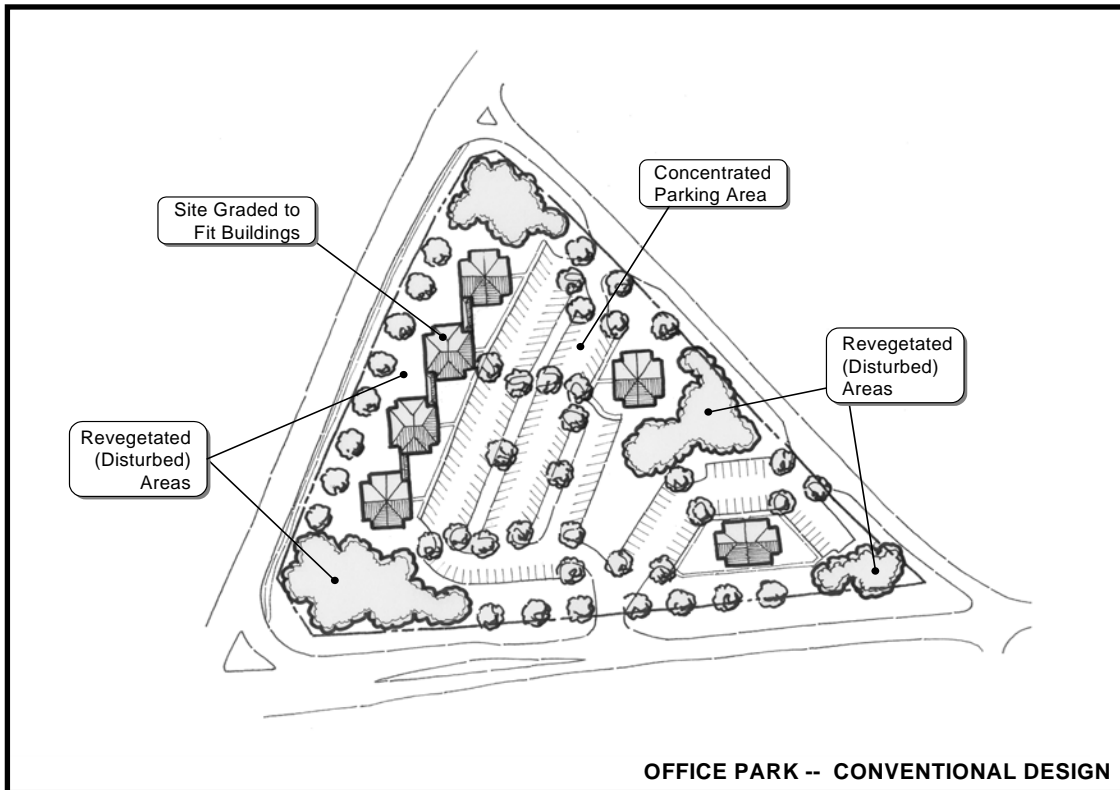 Concentrated
Parking Area
Site Graded to
Fit Buildings
Revegetated
(Disturbed)
Areas
Revegetated
(Disturbed)
Areas
OFFICE PARK -- CONVENTIONAL DESIGN